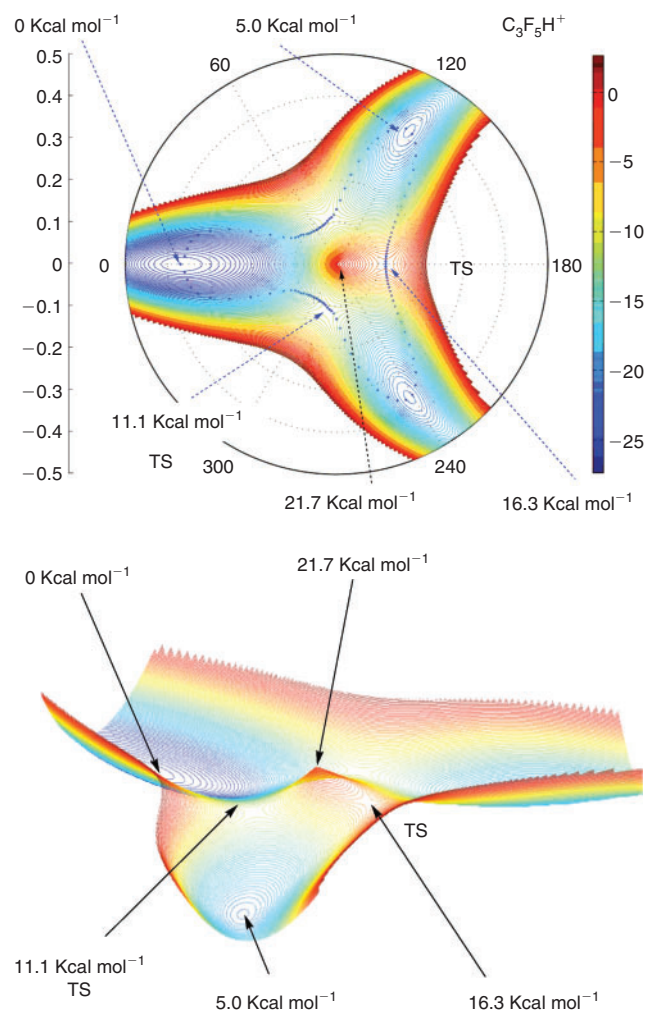 0 Kcal mol⁻¹
5.0 Kcal mol⁻¹
C₃F₅H⁺
0.5
0.4
0.3
0.2
0.1
0
−0.1
−0.2
−0.3
−0.4
−0.5
60
120
0
180
TS
300
240
11.1 Kcal mol⁻¹
TS
21.7 Kcal mol⁻¹
16.3 Kcal mol⁻¹
0
−5
−10
−15
−20
−25
0 Kcal mol⁻¹
21.7 Kcal mol⁻¹
TS
11.1 Kcal mol⁻¹
TS
5.0 Kcal mol⁻¹
16.3 Kcal mol⁻¹